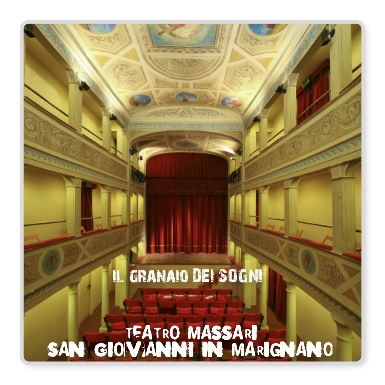 IL GRANAIO DEI SOGNI
TEATRO MASSARI
SAN GIOVANNI IN MARIGNANO